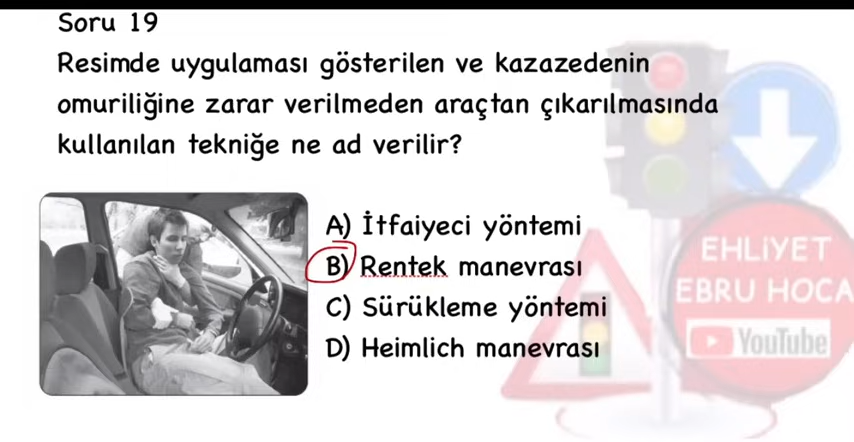 Soru 19
Resimde uygulaması gösterilen ve kazazedenin
omuriliğine zarar verilmeden araçtan çıkarılmasında
kullanılan tekniğe ne ad verilir?
A) İtfaiyeci yöntemi
B) Rentek manevrası
C) Sürükleme yöntemi
D) Heimlich manevrası
EHLİYET
EBRU HOCA
YouTube